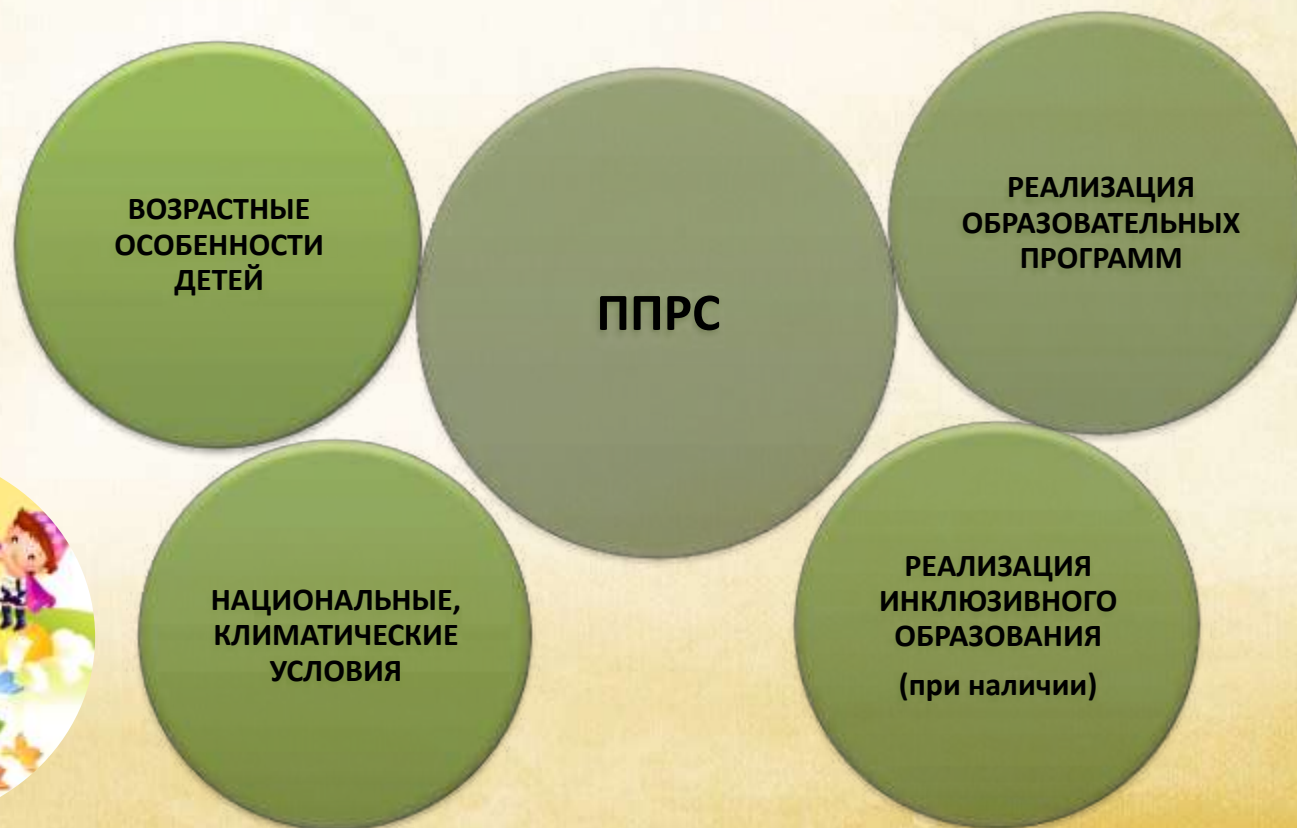 ВОЗРАСТНЫЕ
ОСОБЕННОСТИ
ДЕТЕЙ
ППРС
РЕАЛИЗАЦИЯ
ОБРАЗОВАТЕЛЬНЫХ
ПРОГРАММ
НАЦИОНАЛЬНЫЕ,
КЛИМАТИЧЕСКИЕ
УСЛОВИЯ
РЕАЛИЗАЦИЯ
ИНКЛЮЗИВНОГО
ОБРАЗОВАНИЯ
(при наличии)